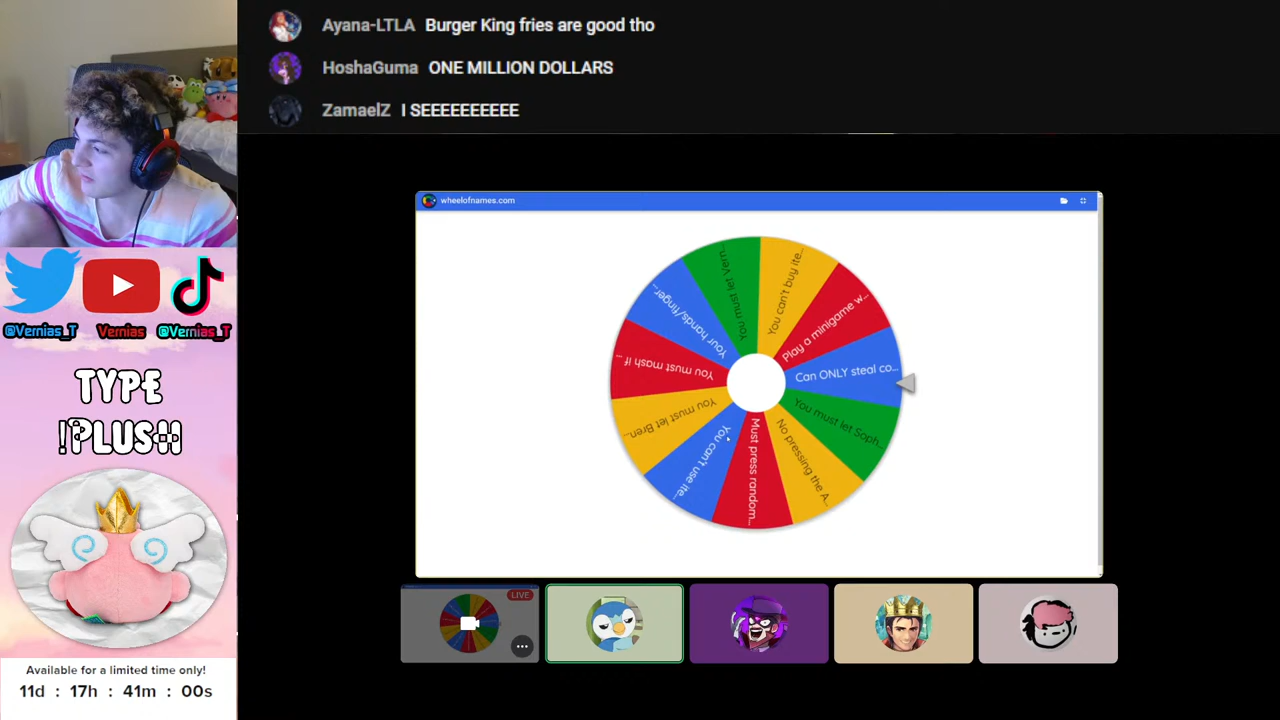 Ayana-LTLA Burger King fries are good tho
HoshaGuma ONE MILLION DOLLARS
ZamaelZ I SEEEEEEEEEE
wheelofnames.com
You must let Vern...
You can't buy ite...
Play a minigame w...
Can ONLY steal co...
You must let Soph...
No pressing the A...
Must press random...
You can't use ite...
You must let Bren...
You must mash if ...
Your hands/finger...
@Vernias_T
Vernias
@Vernias_T
TYPE
!PLUSH
Available for a limited time only!
11d : 17h : 41m : 00s
LIVE